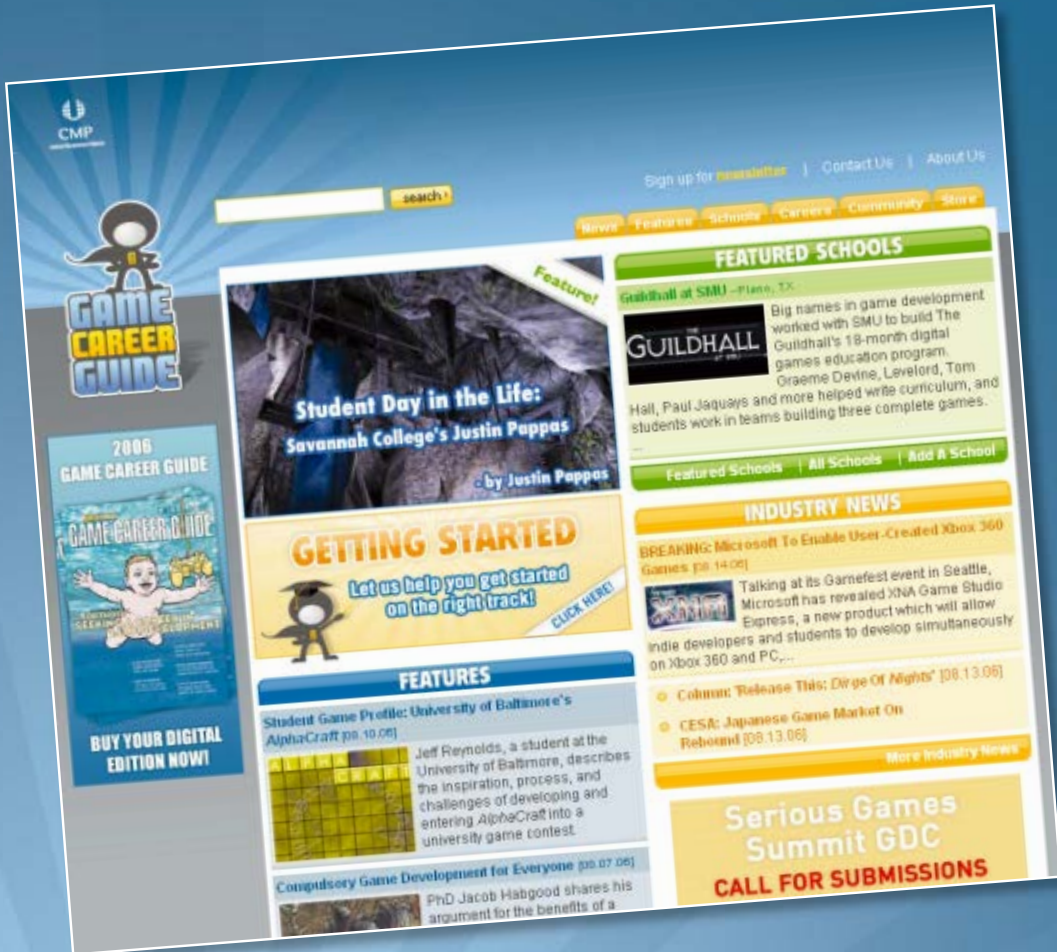 CMP
search
Sign up for newsletter | Contact Us | About Us
News Features Schools Careers Community Store
GAME
CAREER
GUIDE
2006
GAME CAREER GUIDE
GAME CAREER GUIDE
BUY YOUR DIGITAL
EDITION NOW!
Feature!
Student Day in the Life:
Savannah College's Justin Pappas
- by Justin Pappas
GETTING STARTED
Let us help you get started
on the right track!
CLICK HERE!
FEATURES
Student Game Profile: University of Baltimore's
AlphaCraft [08.10.06]
ALPHA
CRAFT
Jeff Reynolds, a student at the
University of Baltimore, describes
the inspiration, process, and
challenges of developing and
entering AlphaCraft into a
university game contest.
Compulsory Game Development for Everyone [08.07.06]
PhD Jacob Habgood shares his
argument for the benefits of a
FEATURED SCHOOLS
Guildhall at SMU -Plano, TX
THE
GUILDHALL
AT SMU
Big names in game development
worked with SMU to build The
Guildhall's 18-month digital
games education program.
Graeme Devine, Levelord, Tom
Hall, Paul Jaquays and more helped write curriculum, and
students work in teams building three complete games.
...
Featured Schools | All Schools | Add A School
INDUSTRY NEWS
BREAKING: Microsoft To Enable User-Created Xbox 360
Games [08.14.06]
XNA
Talking at its Gamefest event in Seattle,
Microsoft has revealed XNA Game Studio
Express, a new product which will allow
indie developers and students to develop simultaneously
on Xbox 360 and PC,...
Column: 'Release This: Dirge Of Nights' [08.13.06]
CESA: Japanese Game Market On
Rebound [08.13.06]
More Industry News
Serious Games
Summit GDC
CALL FOR SUBMISSIONS